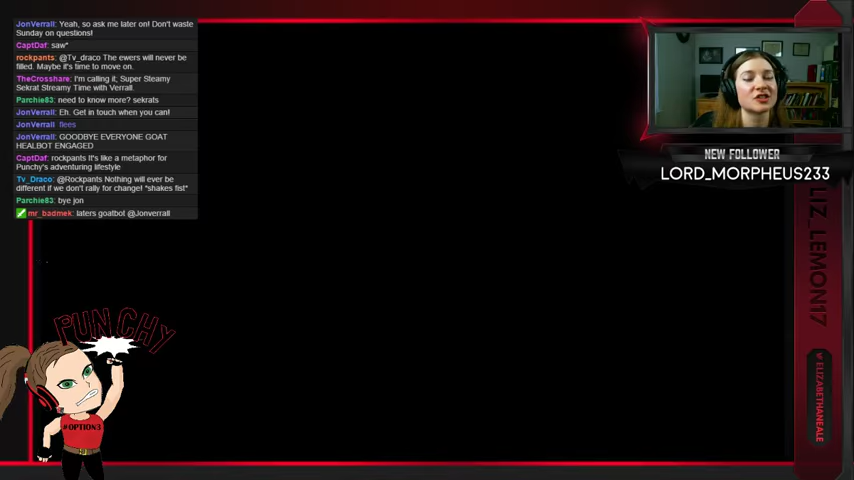 JonVerrall: Yeah, so ask me later on! Don't waste
Sunday on questions!
CaptDaf: saw*
rockpants: @Tv_draco The ewers will never be
filled. Maybe it's time to move on.
TheCrosshare: I'm calling it; Super Steamy
Sekrat Streamy Time with Verrall.
Parchie83: need to know more? sekrats
JonVerrall: Eh. Get in touch when you can!
JonVerrall: flees
JonVerrall: GOODBYE EVERYONE GOAT
HEALBOT ENGAGED
CaptDaf: rockpants It's like a metaphor for
Punchy's adventuring lifestyle
Tv_Draco: @Rockpants Nothing will ever be
different if we don't rally for change! *shakes fist*
Parchie83: bye jon
mr_badmek: laters goatbot @Jonverrall
NEW FOLLOWER
LORD_MORPHEUS233
LIZ_LEMON17
ELIZABETHANEALE
PUNCHY
#OPTION3